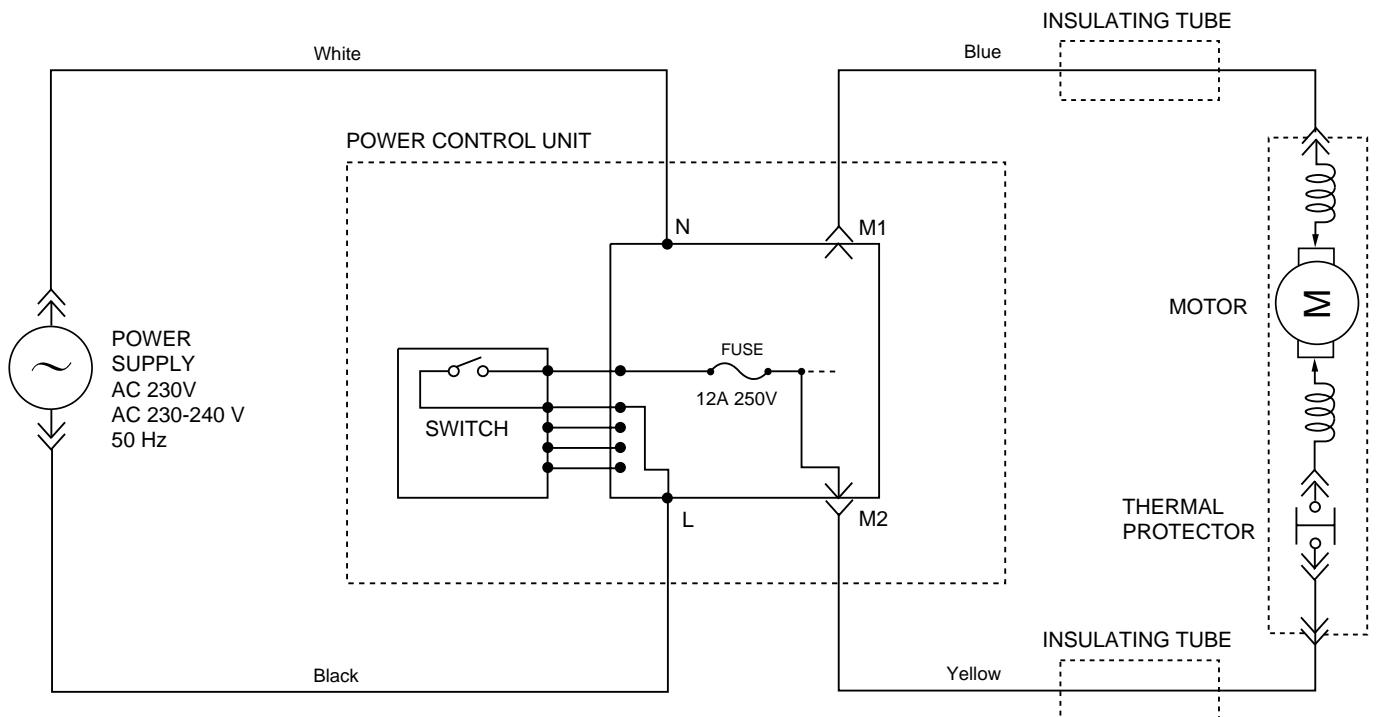 INSULATING TUBE
White
Blue
POWER CONTROL UNIT
N
M1
POWER
SUPPLY
AC 230V
AC 230-240 V
50 Hz
FUSE
12A 250V
SWITCH
MOTOR
M
L
M2
THERMAL
PROTECTOR
INSULATING TUBE
Black
Yellow